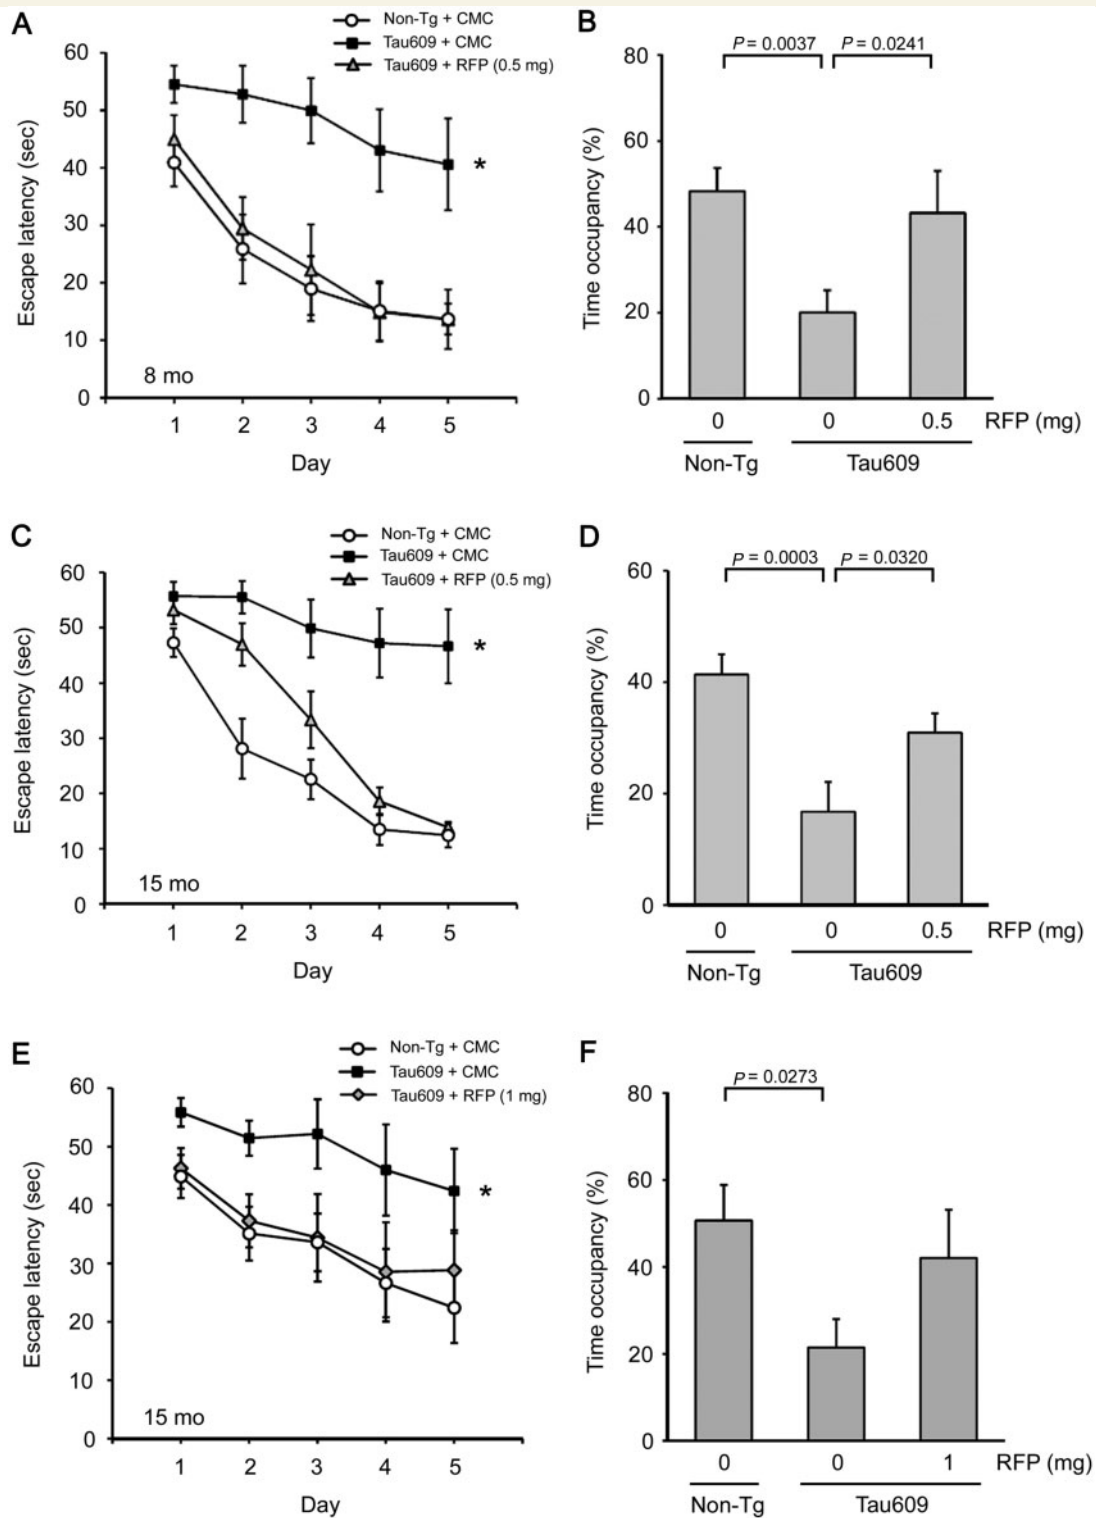 A
Non-Tg + CMC
Tau609 + CMC
Tau609 + RFP (0.5 mg)
Escape latency (sec)
60
50
40
30
20
10
0
8 mo
1 2 3 4 5
Day
*
B
P = 0.0037 P = 0.0241
Time occupancy (%)
80
60
40
20
0
0 0 0.5 RFP (mg)
Non-Tg Tau609
C
Non-Tg + CMC
Tau609 + CMC
Tau609 + RFP (0.5 mg)
Escape latency (sec)
60
50
40
30
20
10
0
15 mo
1 2 3 4 5
Day
*
D
P = 0.0003 P = 0.0320
Time occupancy (%)
60
40
20
0
0 0 0.5 RFP (mg)
Non-Tg Tau609
E
Non-Tg + CMC
Tau609 + CMC
Tau609 + RFP (1 mg)
Escape latency (sec)
60
50
40
30
20
10
0
15 mo
1 2 3 4 5
Day
*
F
P = 0.0273
Time occupancy (%)
80
60
40
20
0
0 0 1 RFP (mg)
Non-Tg Tau609